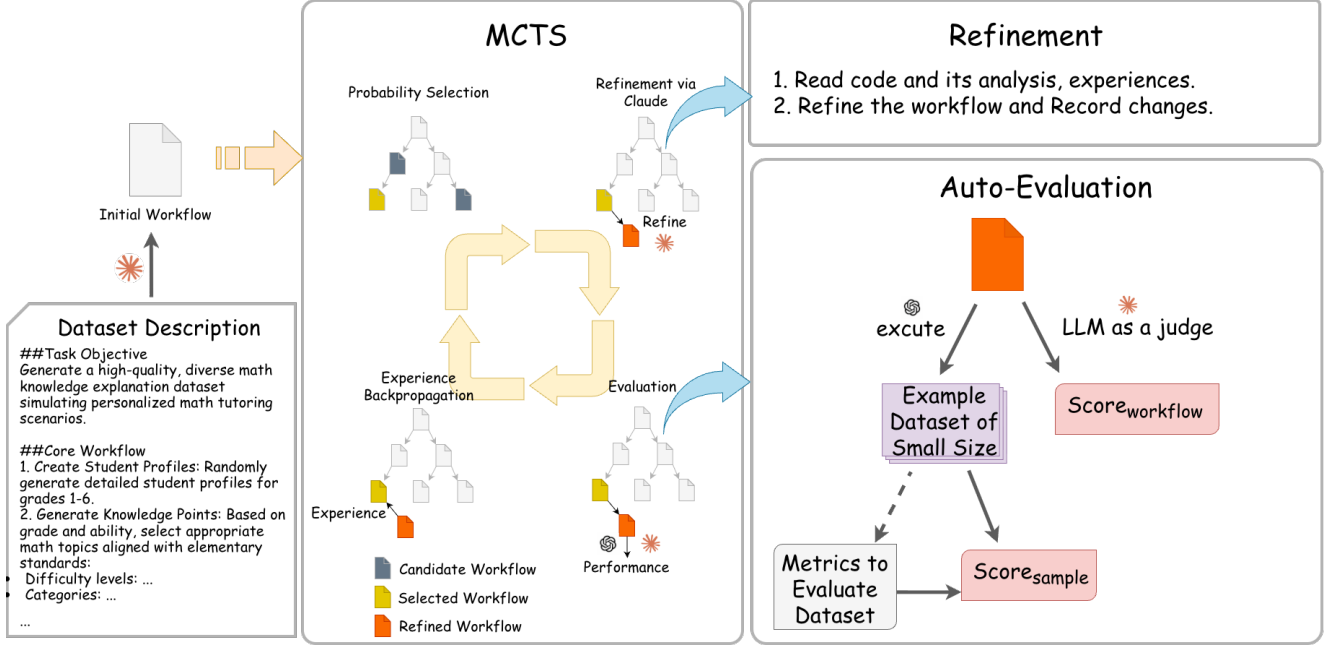 Initial Workflow
Dataset Description
##Task Objective
Generate a high-quality, diverse math
knowledge explanation dataset
simulating personalized math tutoring
scenarios.
##Core Workflow
1. Create Student Profiles: Randomly
generate detailed student profiles for
grades 1-6.
2. Generate Knowledge Points: Based on
grade and ability, select appropriate
math topics aligned with elementary
standards:
• Difficulty levels: ...
• Categories: ...
...
MCTS
Probability Selection
Refinement via
Claude
Refine
Experience
Backpropagation
Evaluation
Experience
Performance
Candidate Workflow
Selected Workflow
Refined Workflow
Refinement
1. Read code and its analysis, experiences.
2. Refine the workflow and Record changes.
Auto-Evaluation
excute
LLM as a judge
Example
Dataset of
Small Size
Scoreworkflow
Metrics to
Evaluate
Dataset
Scoresample